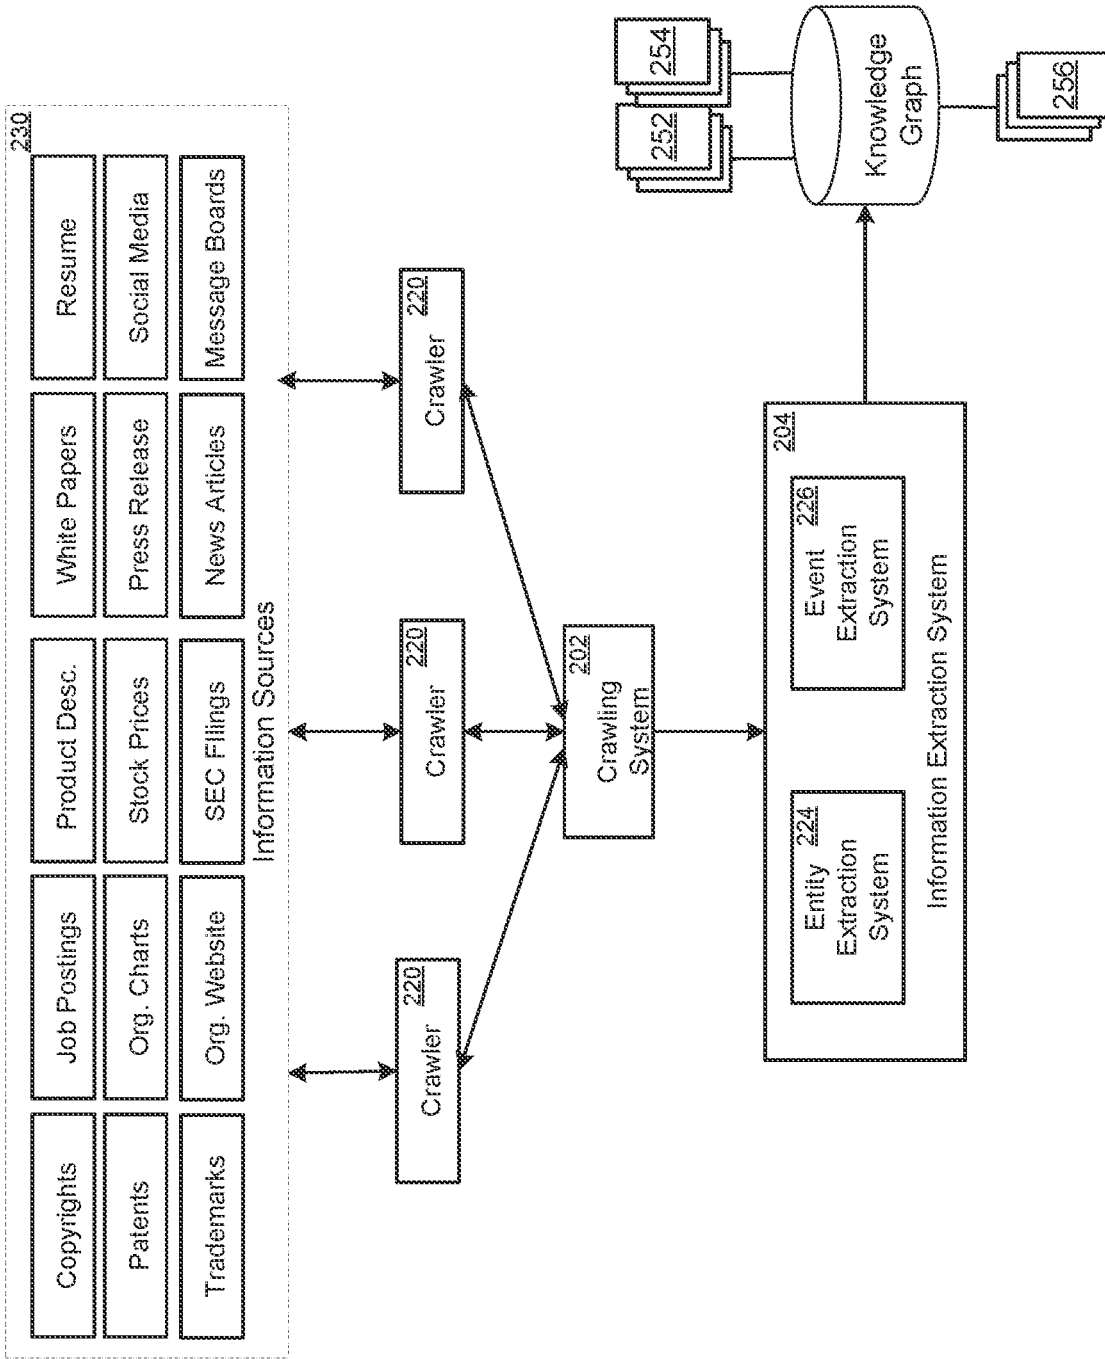 230
Copyrights
Job Postings
Product Desc.
White Papers
Resume
Patents
Org. Charts
Stock Prices
Press Release
Social Media
Trademarks
Org. Website
SEC FIlings
News Articles
Message Boards
Information Sources
220
Crawler
220
Crawler
220
Crawler
202
Crawling
System
204
Entity 224
Extraction
System
Event 226
Extraction
System
Information Extraction System
252
254
Knowledge
Graph
256